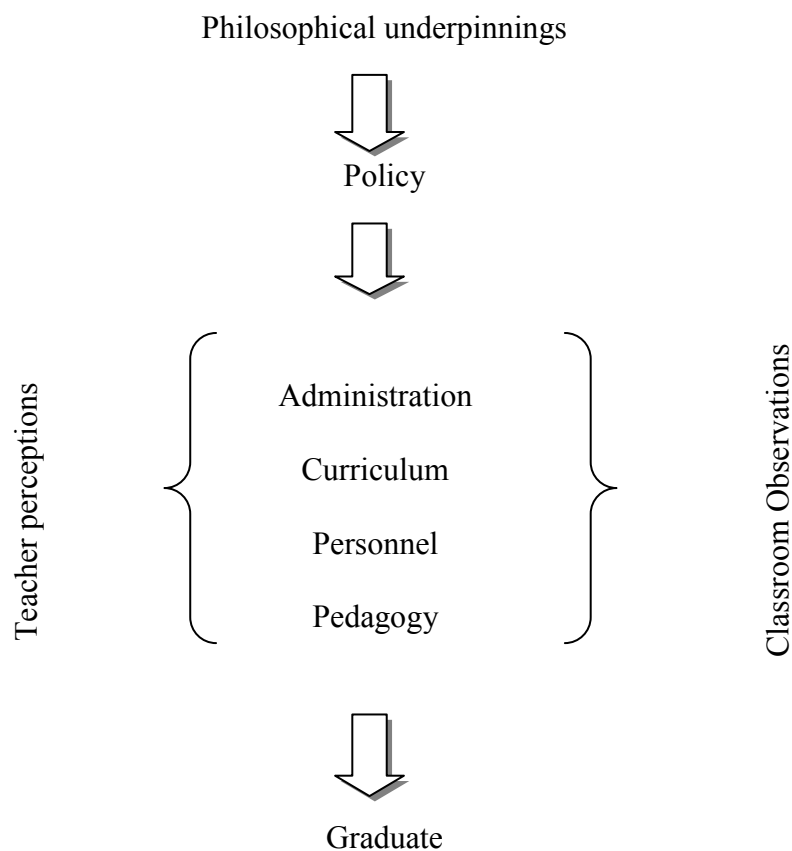 Philosophical underpinnings
Policy
Teacher perceptions
Administration
Curriculum
Personnel
Pedagogy
Classroom Observations
Graduate